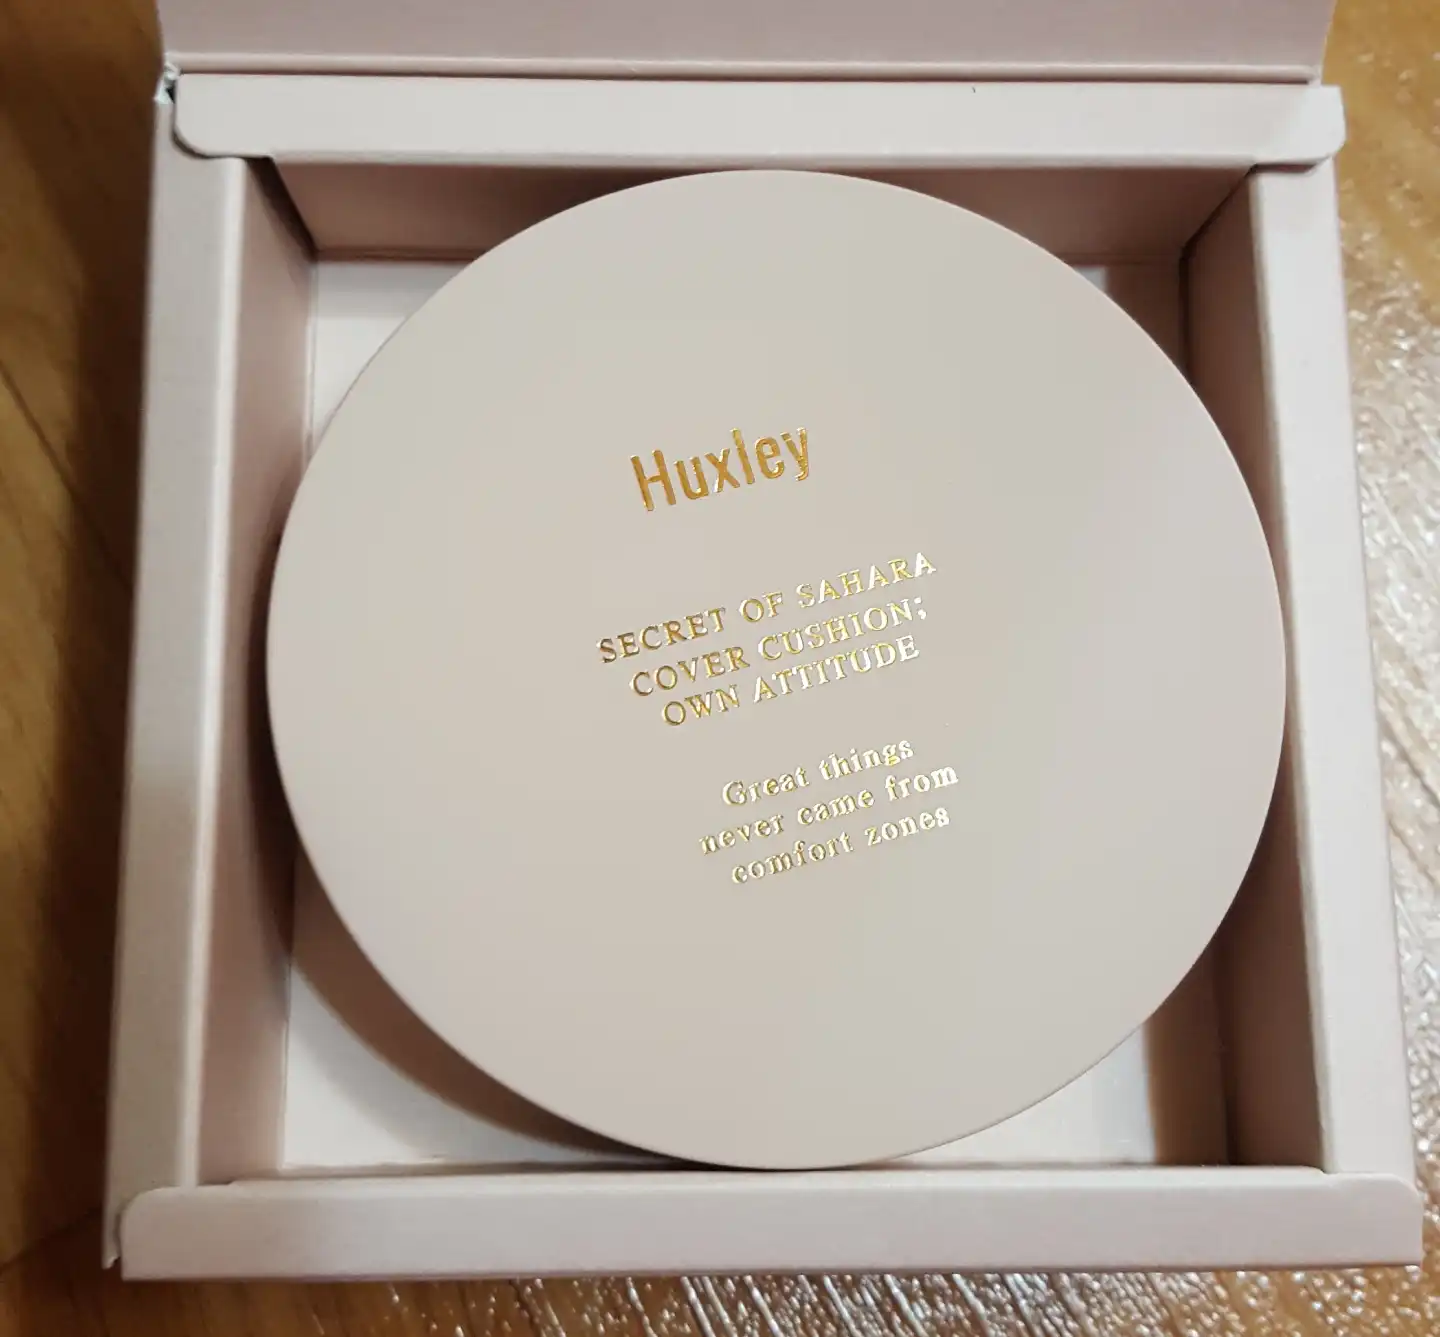 Huxley
SECRET OF SAHARA
COVER CUSHION;
OWN ATTITUDE
Great things
never came from
comfort zones